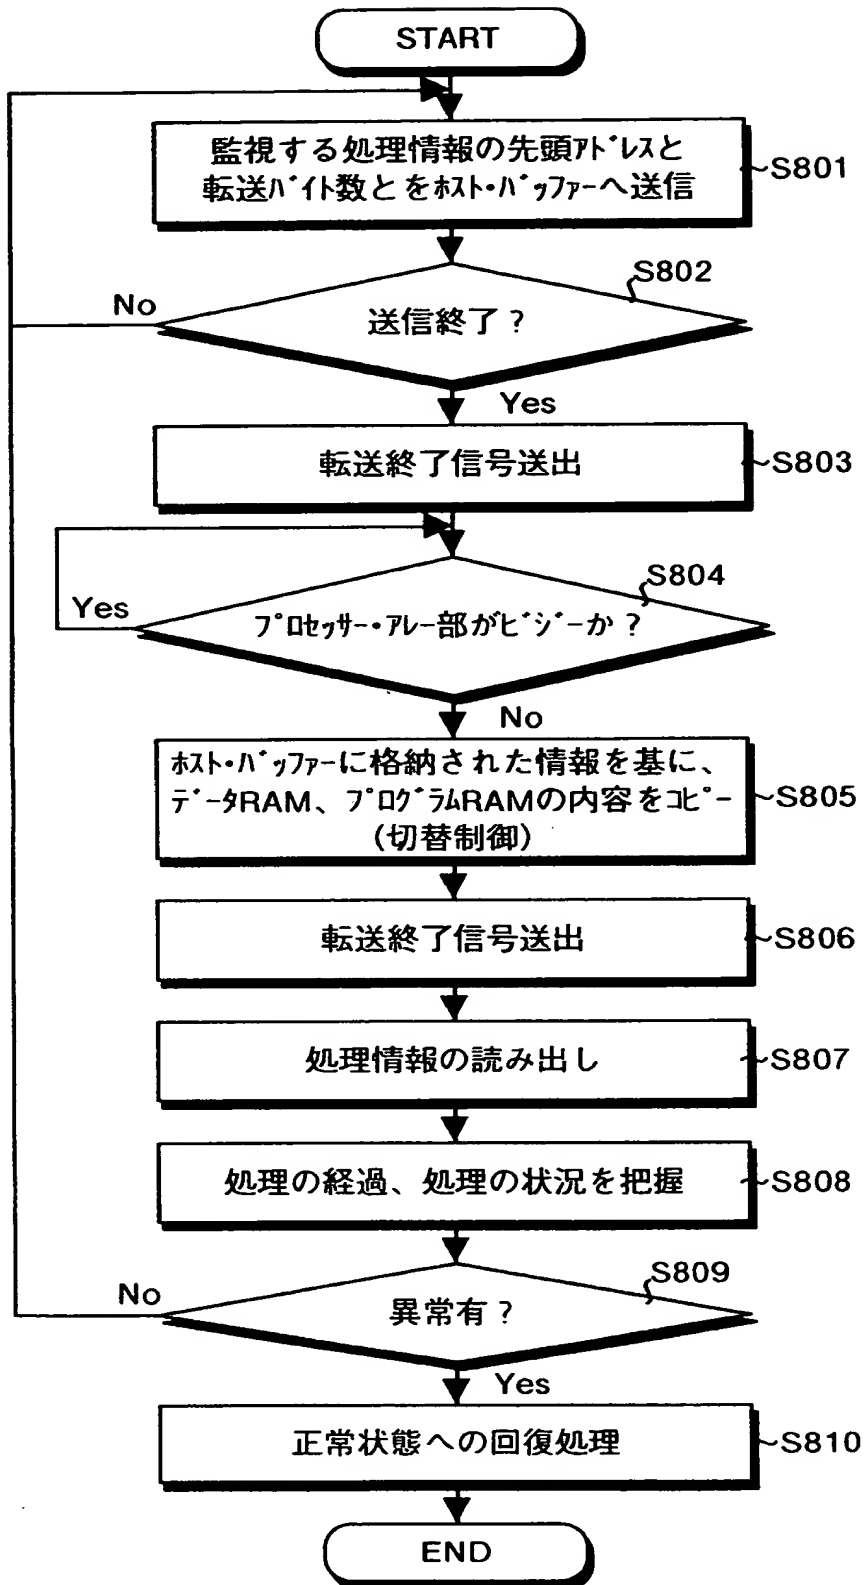 START
監視する処理情報の先頭ｱﾄﾞﾚｽと
転送ﾊﾞｲﾄ数とをﾎｽﾄ・ﾊﾞｯﾌｧｰへ送信
S801
S802
No
送信終了？
Yes
転送終了信号送出
S803
S804
Yes
ﾌﾟﾛｾｯｻｰ・ｱﾚｰ部がﾋﾞｼﾞｰか？
No
ﾎｽﾄ・ﾊﾞｯﾌｧｰに格納された情報を基に、
ﾃﾞｰﾀRAM、ﾌﾟﾛｸﾞﾗﾑRAMの内容をｺﾋﾟｰ
(切替制御)
S805
転送終了信号送出
S806
処理情報の読み出し
S807
処理の経過、処理の状況を把握
S808
S809
No
異常有？
Yes
正常状態への回復処理
S810
END